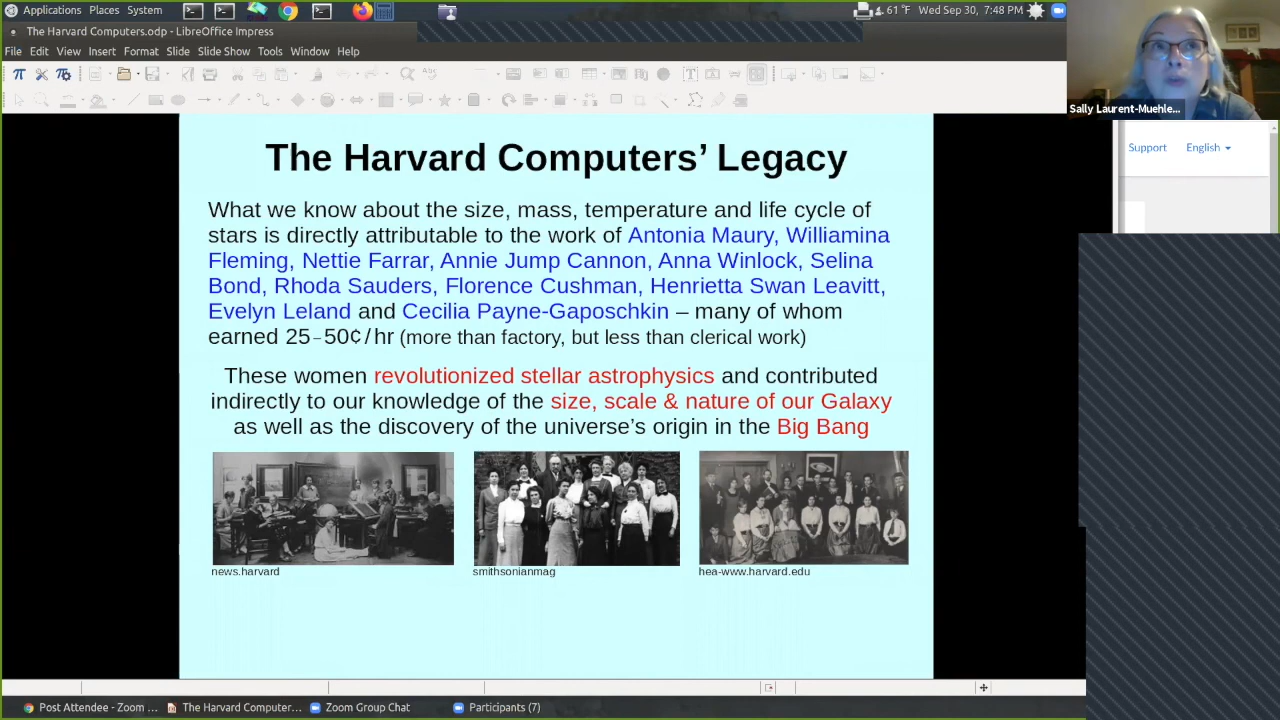 Applications Places System
61 °F Wed Sep 30, 7:48 PM
The Harvard Computers.odp - LibreOffice Impress
File Edit View Insert Format Slide Slide Show Tools Window Help
Sally Laurent-Muehle...
Support English
The Harvard Computers’ Legacy
What we know about the size, mass, temperature and life cycle of
stars is directly attributable to the work of Antonia Maury, Williamina
Fleming, Nettie Farrar, Annie Jump Cannon, Anna Winlock, Selina
Bond, Rhoda Sauders, Florence Cushman, Henrietta Swan Leavitt,
Evelyn Leland and Cecilia Payne-Gaposchkin – many of whom
earned 25–50¢/hr (more than factory, but less than clerical work)
These women revolutionized stellar astrophysics and contributed
indirectly to our knowledge of the size, scale & nature of our Galaxy
as well as the discovery of the universe’s origin in the Big Bang
news.harvard
smithsonianmag
hea-www.harvard.edu
Post Attendee - Zoom ... The Harvard Computer... Zoom Group Chat Participants (7)